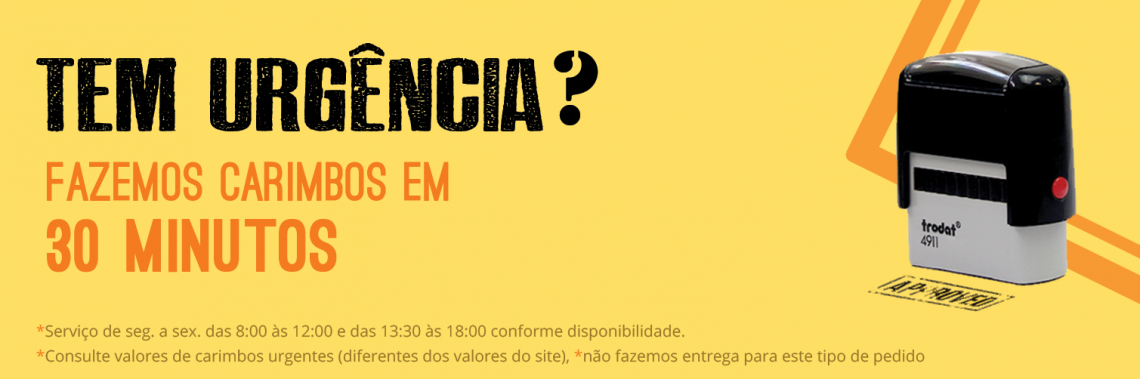 TEM URGÊNCIA?
FAZEMOS CARIMBOS EM
30 MINUTOS
trodat®
4911
APPROVED
*Serviço de seg. a sex. das 8:00 às 12:00 e das 13:30 às 18:00 conforme disponibilidade.
*Consulte valores de carimbos urgentes (diferentes dos valores do site), *não fazemos entrega para este tipo de pedido